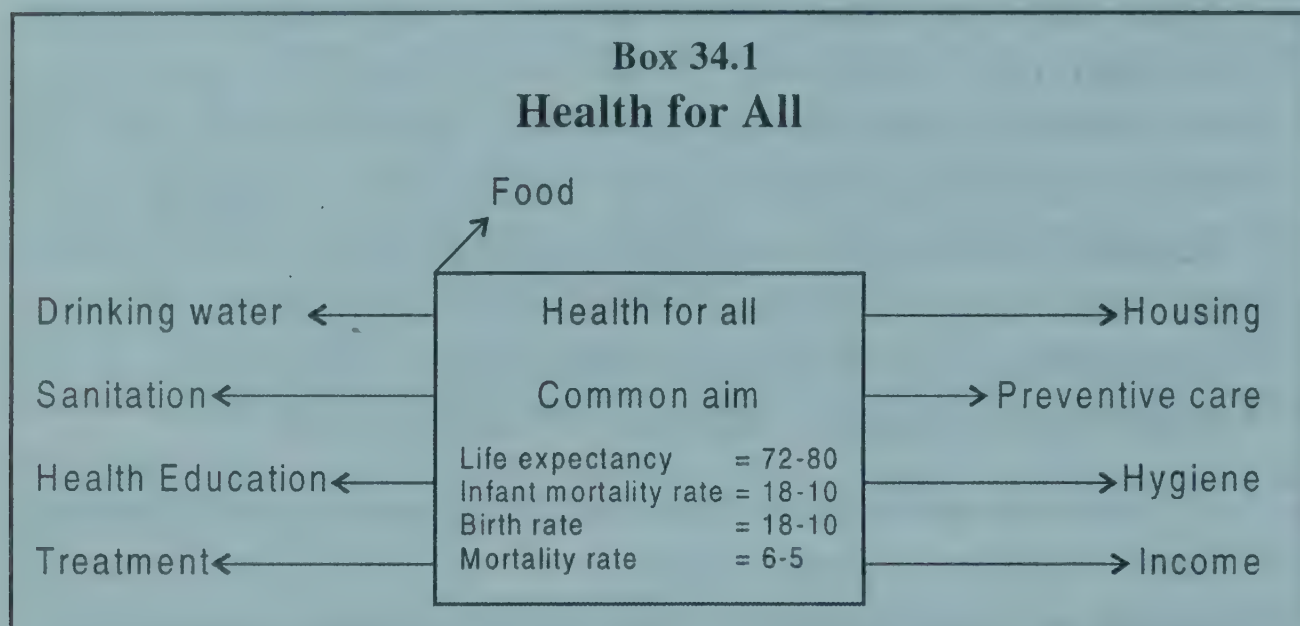 Box 34.1
Health for All
Food
Drinking water
Health for all
Housing
Sanitation
Common aim
Preventive care
Health Education
Life expectancy = 72-80
Infant mortality rate = 18-10
Birth rate = 18-10
Mortality rate = 6-5
Hygiene
Treatment
Income